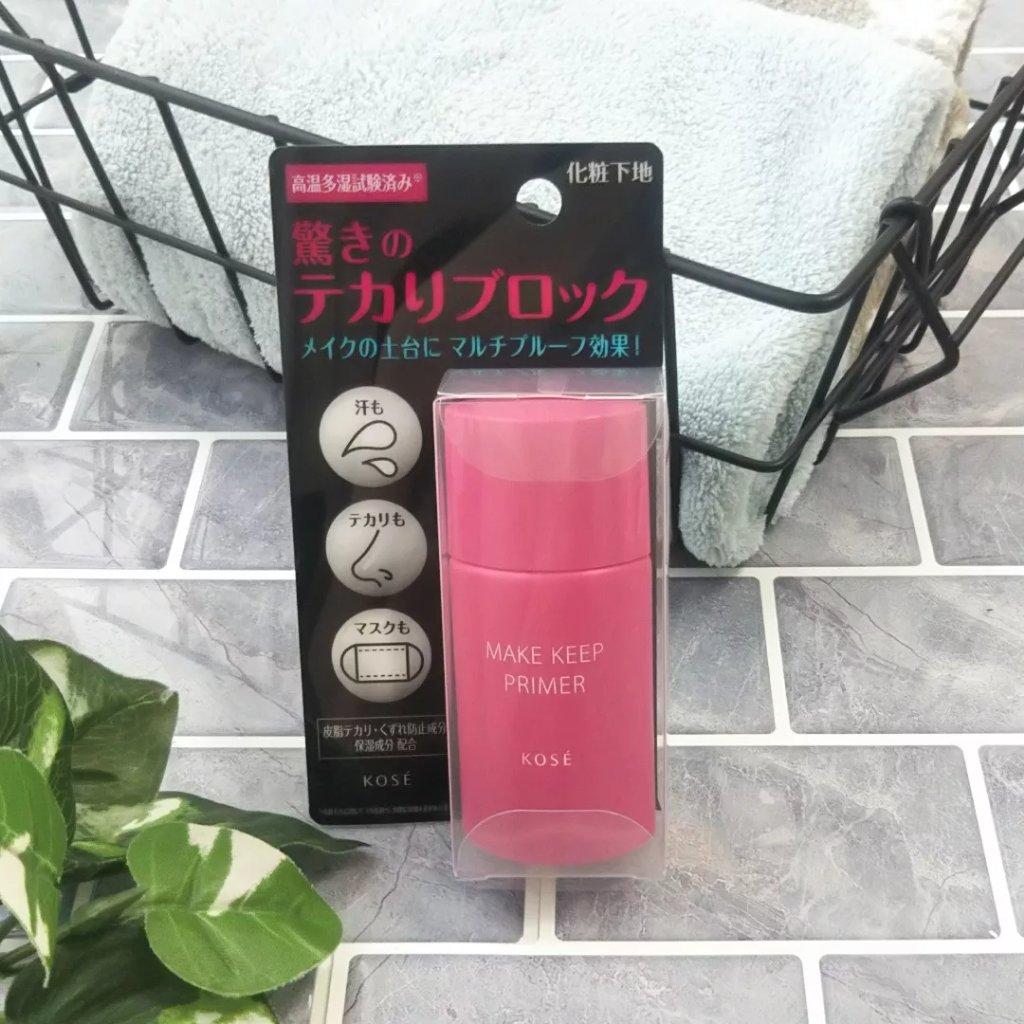 高温多湿試験済み※
化粧下地
驚きの
テカリブロック
メイクの土台に マルチプルーフ効果!
汗も
テカリも
マスクも
皮脂テカリ・くずれ防止成分
保湿成分 配合
KOSÉ
MAKE KEEP
PRIMER
KOSÉ